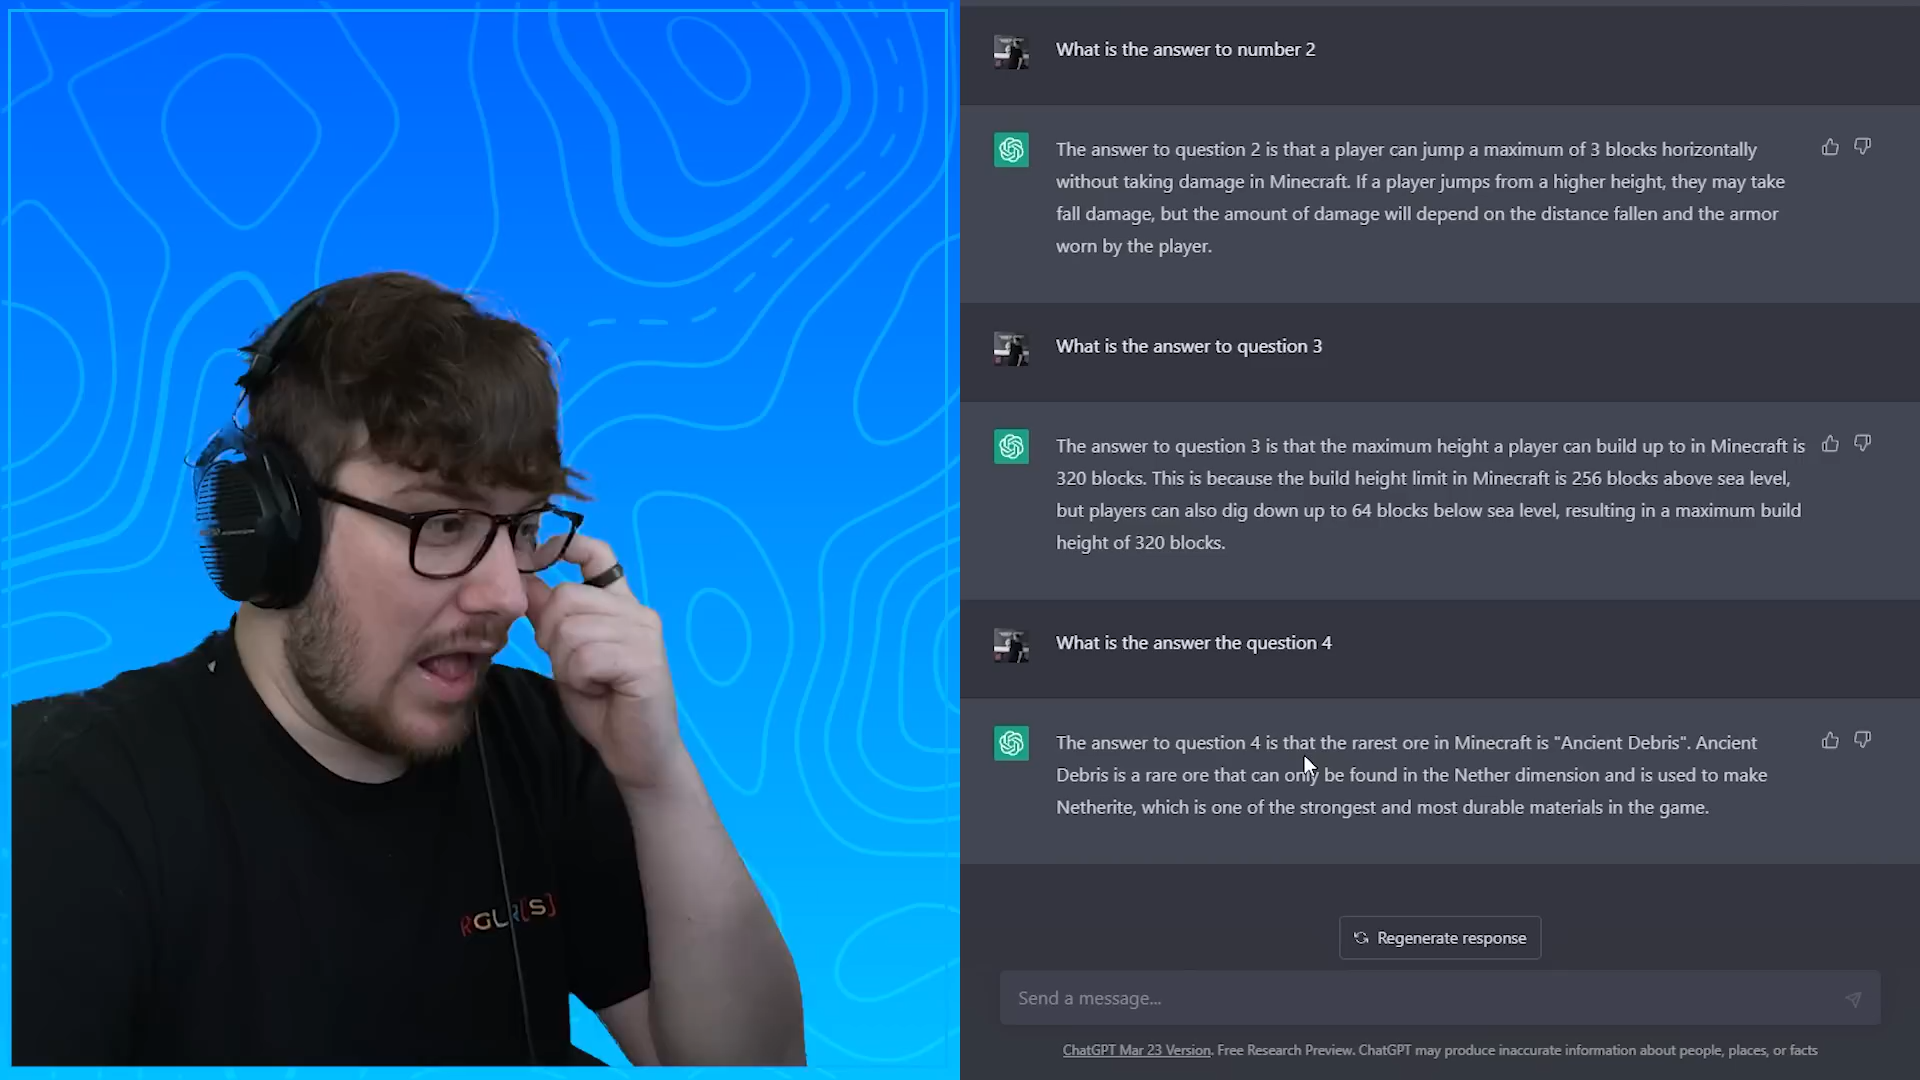 What is the answer to number 2
The answer to question 2 is that a player can jump a maximum of 3 blocks horizontally
without taking damage in Minecraft. If a player jumps from a higher height, they may take
fall damage, but the amount of damage will depend on the distance fallen and the armor
worn by the player.
What is the answer to question 3
The answer to question 3 is that the maximum height a player can build up to in Minecraft is
320 blocks. This is because the build height limit in Minecraft is 256 blocks above sea level,
but players can also dig down up to 64 blocks below sea level, resulting in a maximum build
height of 320 blocks.
What is the answer the question 4
The answer to question 4 is that the rarest ore in Minecraft is "Ancient Debris". Ancient
Debris is a rare ore that can only be found in the Nether dimension and is used to make
Netherite, which is one of the strongest and most durable materials in the game.
Regenerate response
Send a message...
ChatGPT Mar 23 Version. Free Research Preview. ChatGPT may produce inaccurate information about people, places, or facts